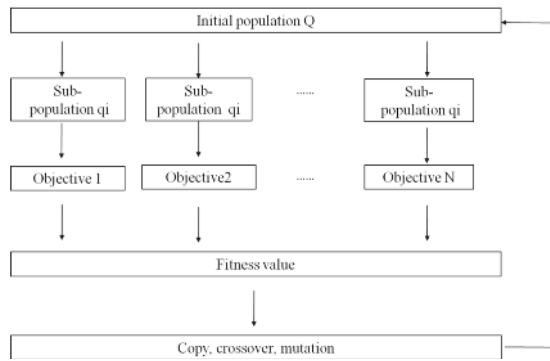 Initial population Q
Sub-
population qi
Sub-
population qi
......
Sub-
population qi
Objective 1
Objective2
......
Objective N
Fitness value
Copy, crossover, mutation